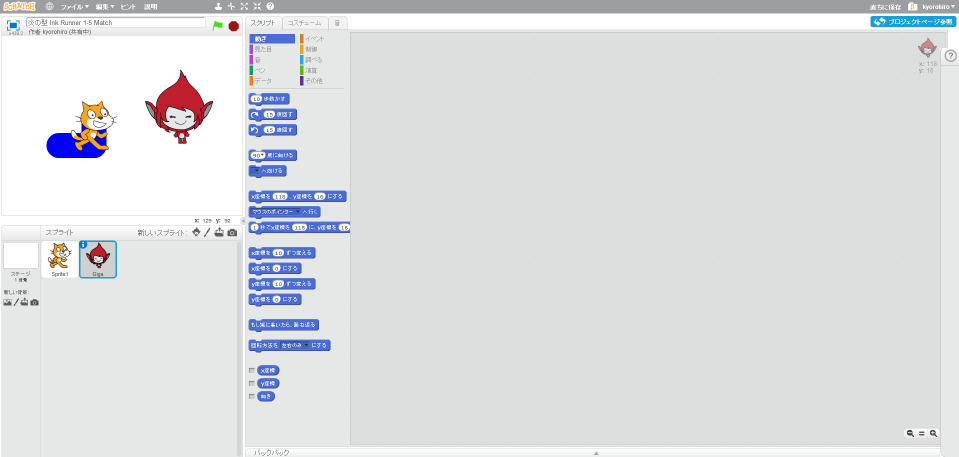 SCRATCH ファイル▼ 編集▼ ヒント 説明 直ちに保存 kyorohiro▼
炎の型 Ink Runner 1-5 Match
作者 kyorohiro (共有中)
スクリプト コスチューム 音
プロジェクトページ参照
動き イベント
見た目 制御
音 調べる
ペン 演算
データ その他
x: 118
y: 16
10 歩動かす
15 度回す
15 度回す
90▼ 度に向ける
▼ へ向ける
x座標を 118 、y座標を 16 にする
マウスのポインター ▼ へ行く
1 秒でx座標を 118 に、y座標を 16
x座標を 10 ずつ変える
x座標を 0 にする
y座標を 10 ずつ変える
y座標を 0 にする
もし端に着いたら、跳ね返る
回転方法を 左右のみ ▼ にする
x座標
y座標
向き
x: 129 y: 92
スプライト 新しいスプライト:
ステージ
1 背景
新しい背景:
Sprite1
Giga
バックパック